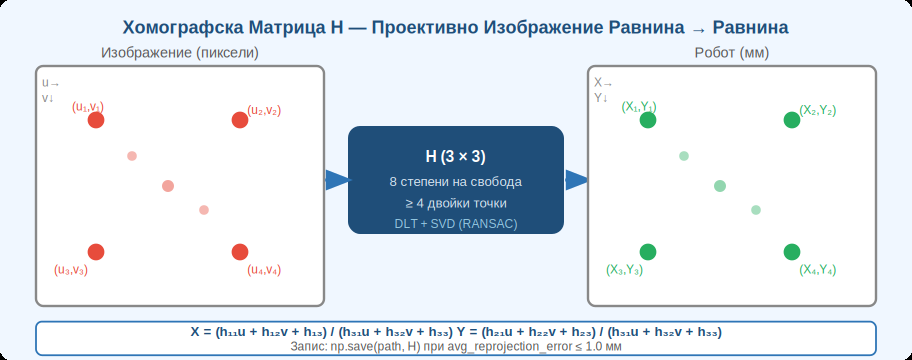 Хомографска Матрица H — Проективно Изображение Равнина → Равнина
Изображение (пиксели)
Робот (мм)
u→
v↓
(u₁,v₁)
(u₂,v₂)
(u₃,v₃)
(u₄,v₄)
H (3 × 3)
8 степени на свобода
≥ 4 двойки точки
DLT + SVD (RANSAC)
X→
Y↓
(X₁,Y₁)
(X₂,Y₂)
(X₃,Y₃)
(X₄,Y₄)
X = (h₁₁u + h₁₂v + h₁₃) / (h₃₁u + h₃₂v + h₃₃) Y = (h₂₁u + h₂₂v + h₂₃) / (h₃₁u + h₃₂v + h₃₃)
Запис: np.save(path, H) при avg_reprojection_error ≤ 1.0 мм